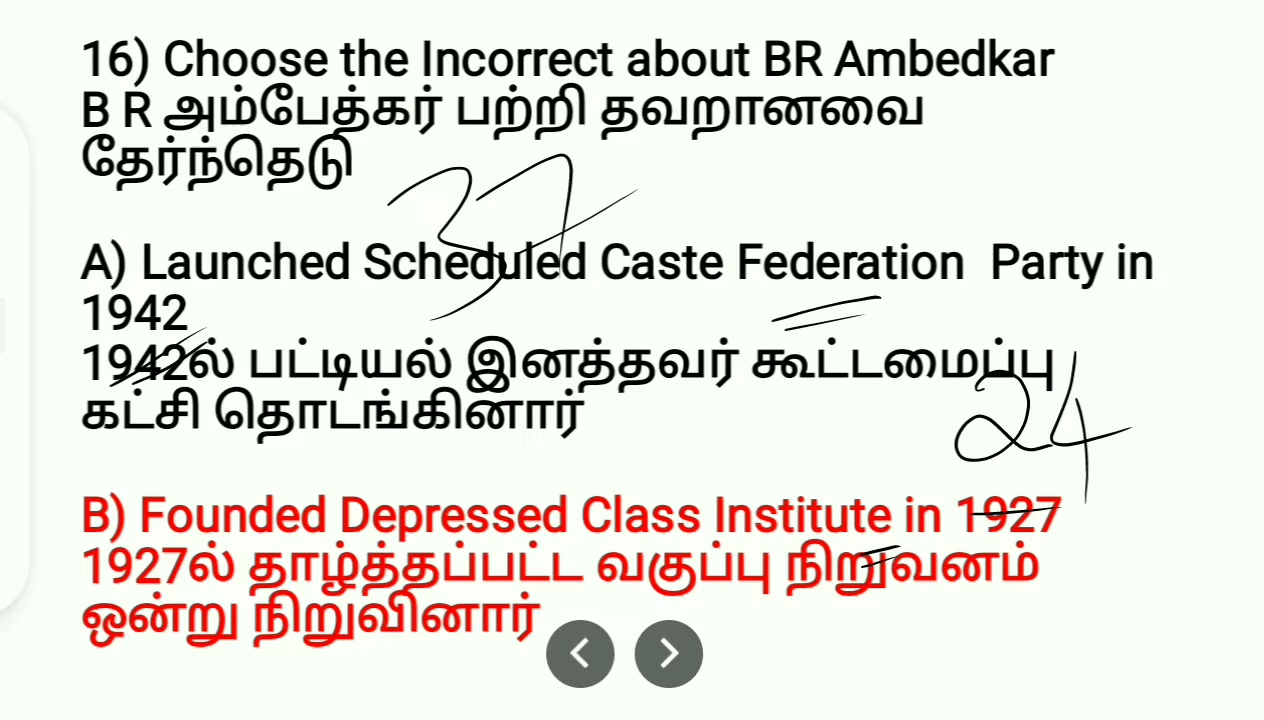 16) Choose the Incorrect about BR Ambedkar
B R அம்பேத்கர் பற்றி தவறானவை
தேர்ந்தெடு
37
A) Launched Scheduled Caste Federation Party in
1942
1942ல் பட்டியல் இனத்தவர் கூட்டமைப்பு
கட்சி தொடங்கினார்
24
B) Founded Depressed Class Institute in 1927
1927ல் தாழ்த்தப்பட்ட வகுப்பு நிறுவனம்
ஒன்று நிறுவினார்